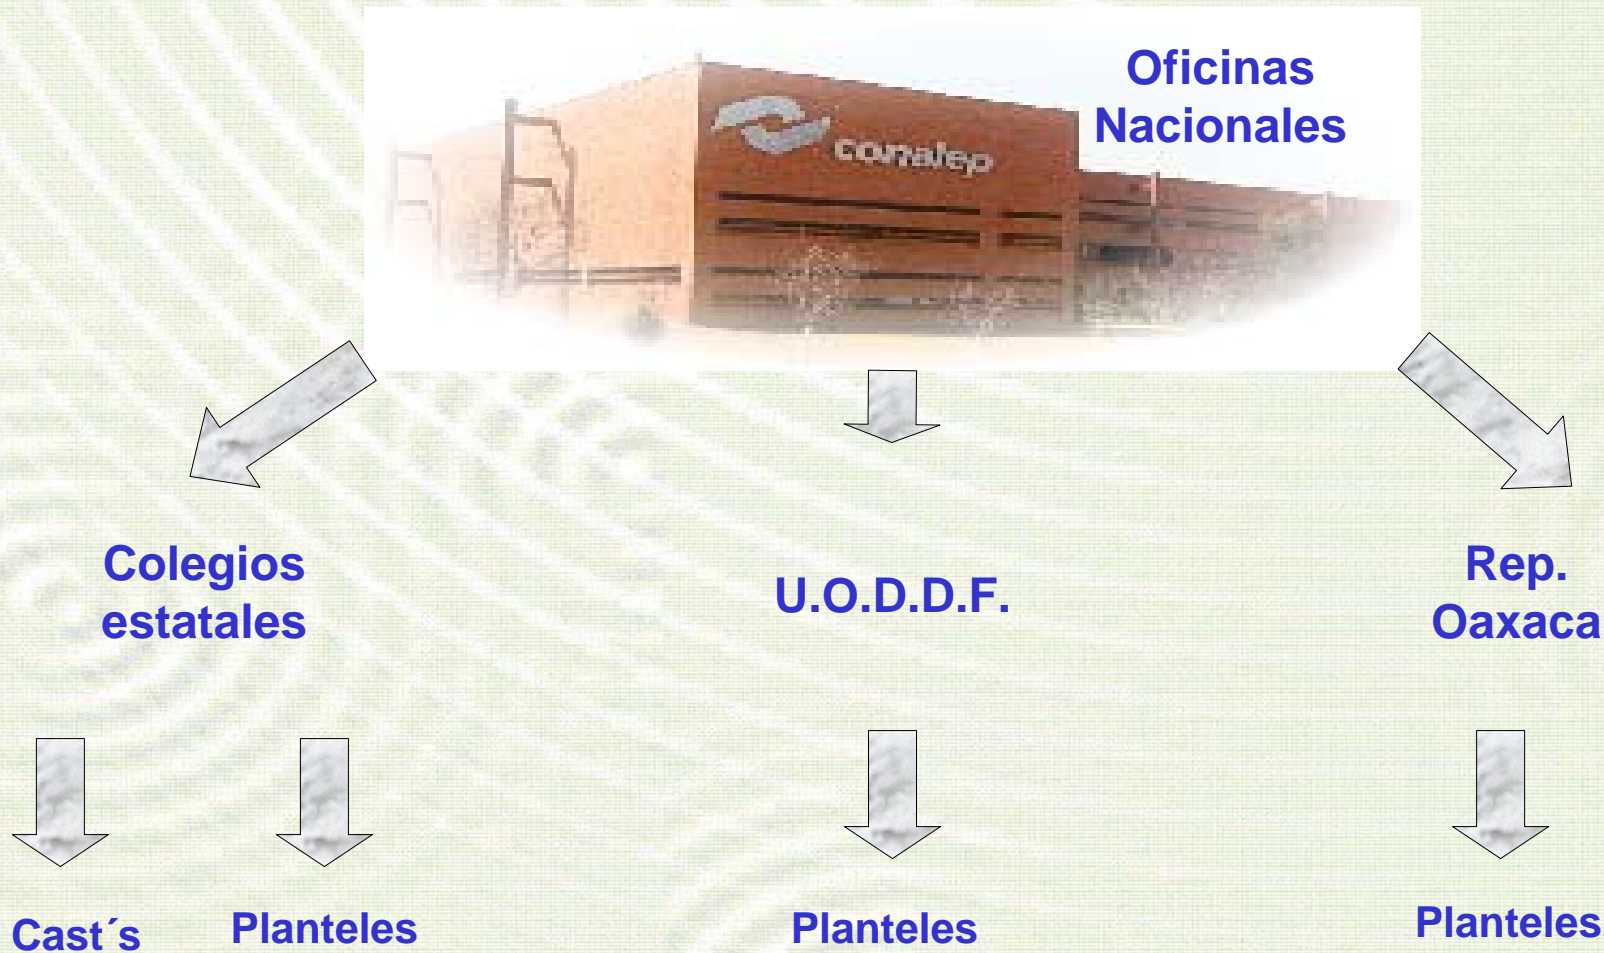 Oficinas
Nacionales
conalep
Colegios
estatales
U.O.D.D.F.
Rep.
Oaxaca
Cast´s
Planteles
Planteles
Planteles